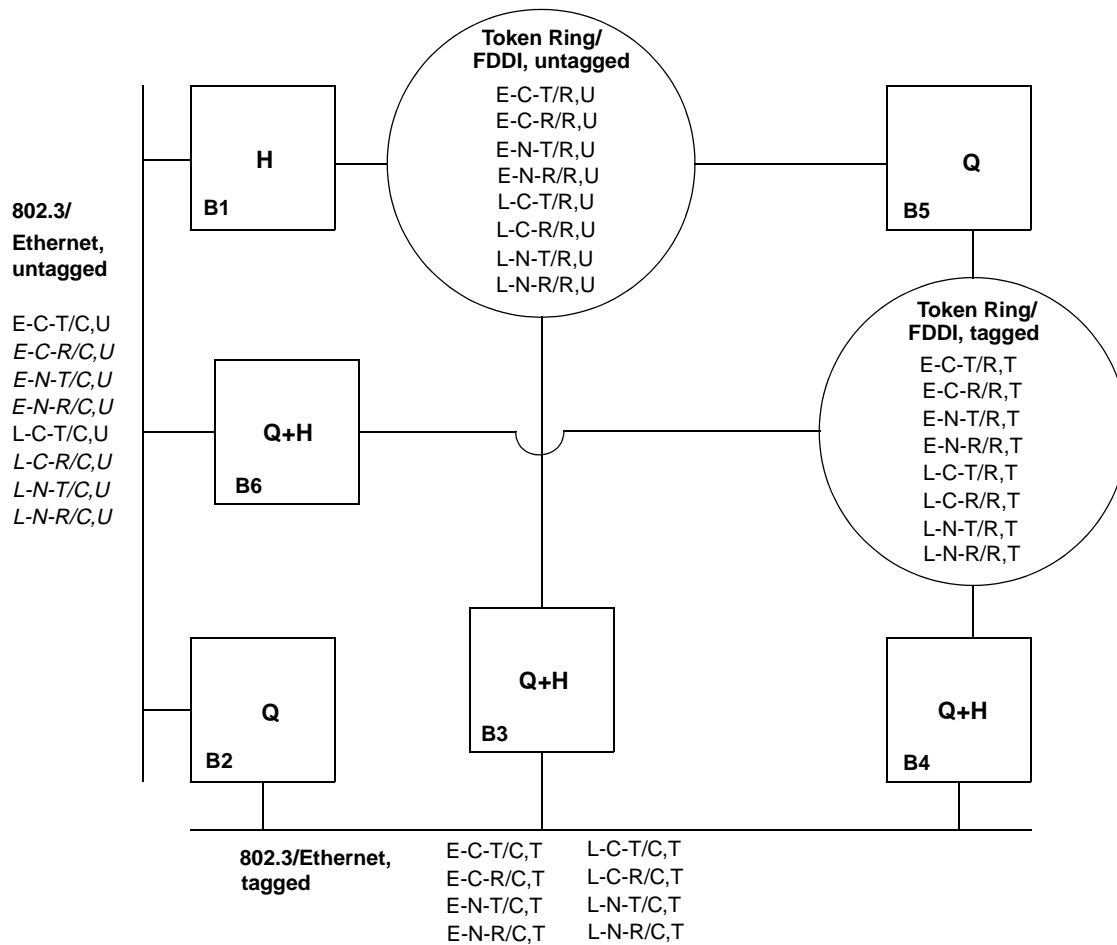 Token Ring/
FDDI, untagged
E-C-T/R,U
E-C-R/R,U
E-N-T/R,U
E-N-R/R,U
L-C-T/R,U
L-C-R/R,U
L-N-T/R,U
L-N-R/R,U
H
B1
Q
B5
802.3/
Ethernet,
untagged
E-C-T/C,U
E-C-R/C,U
E-N-T/C,U
E-N-R/C,U
L-C-T/C,U
L-C-R/C,U
L-N-T/C,U
L-N-R/C,U
Token Ring/
FDDI, tagged
E-C-T/R,T
E-C-R/R,T
E-N-T/R,T
E-N-R/R,T
L-C-T/R,T
L-C-R/R,T
L-N-T/R,T
L-N-R/R,T
Q+H
B6
Q
B2
Q+H
B3
Q+H
B4
802.3/Ethernet,
tagged
E-C-T/C,T
E-C-R/C,T
E-N-T/C,T
E-N-R/C,T
L-C-T/C,T
L-C-R/C,T
L-N-T/C,T
L-N-R/C,T